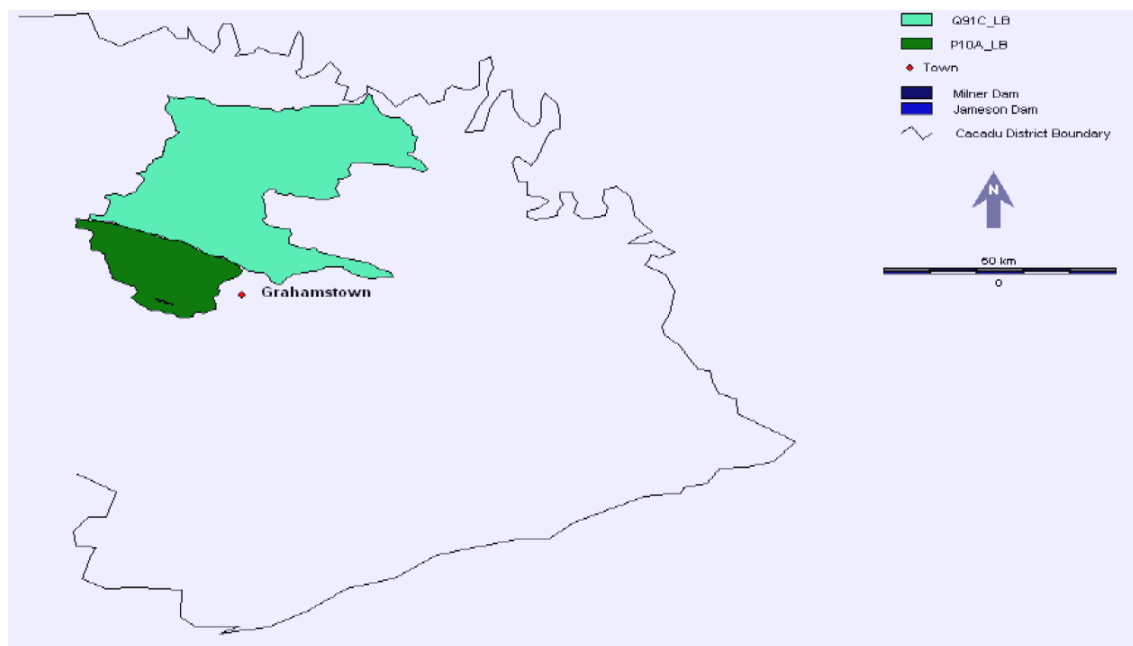 Q91C_LB
P10A_LB
Town
Milner Dam
Jameson Dam
Cacadu District Boundary
N
50 km
0
Grahamstown